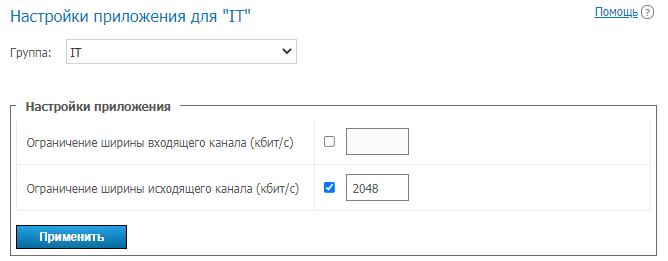 Настройки приложения для "IT"
Помощь ?
Группа: IT
Настройки приложения
Ограничение ширины входящего канала (кбит/с)
Ограничение ширины исходящего канала (кбит/с) 2048
Применить